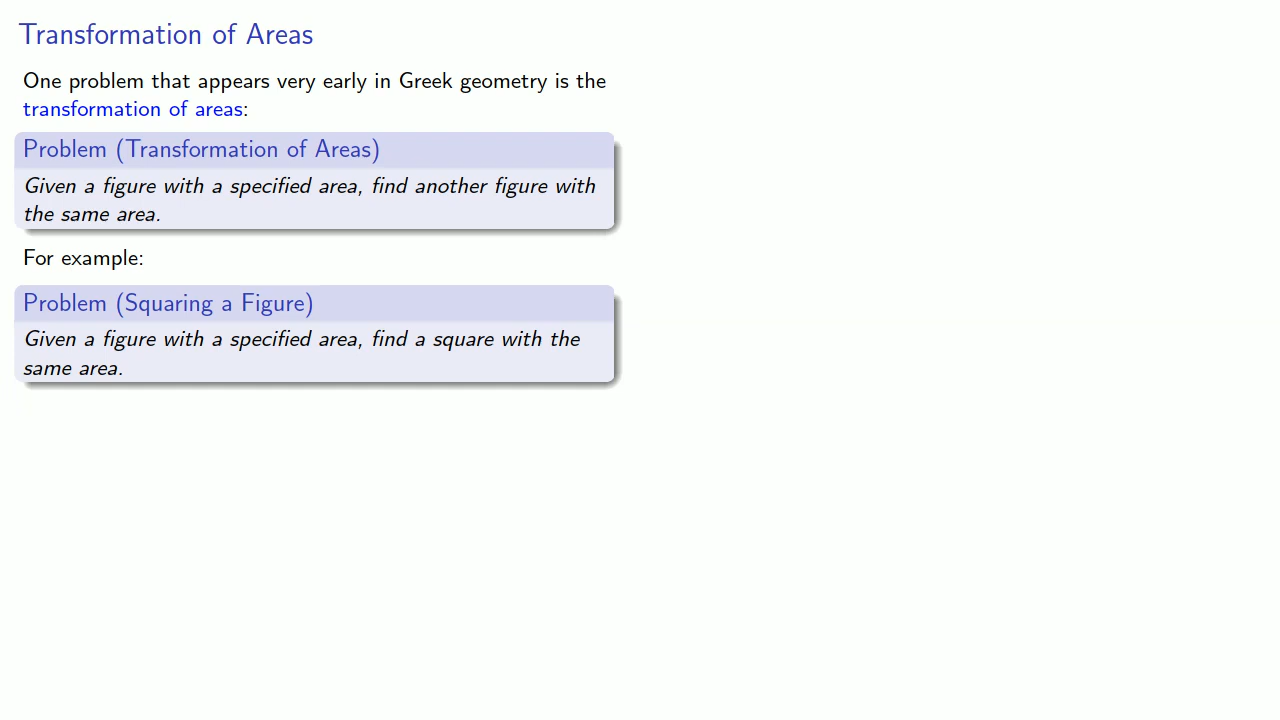 Transformation of Areas
One problem that appears very early in Greek geometry is the
transformation of areas:
Problem (Transformation of Areas)
Given a figure with a specified area, find another figure with
the same area.
For example:
Problem (Squaring a Figure)
Given a figure with a specified area, find a square with the
same area.